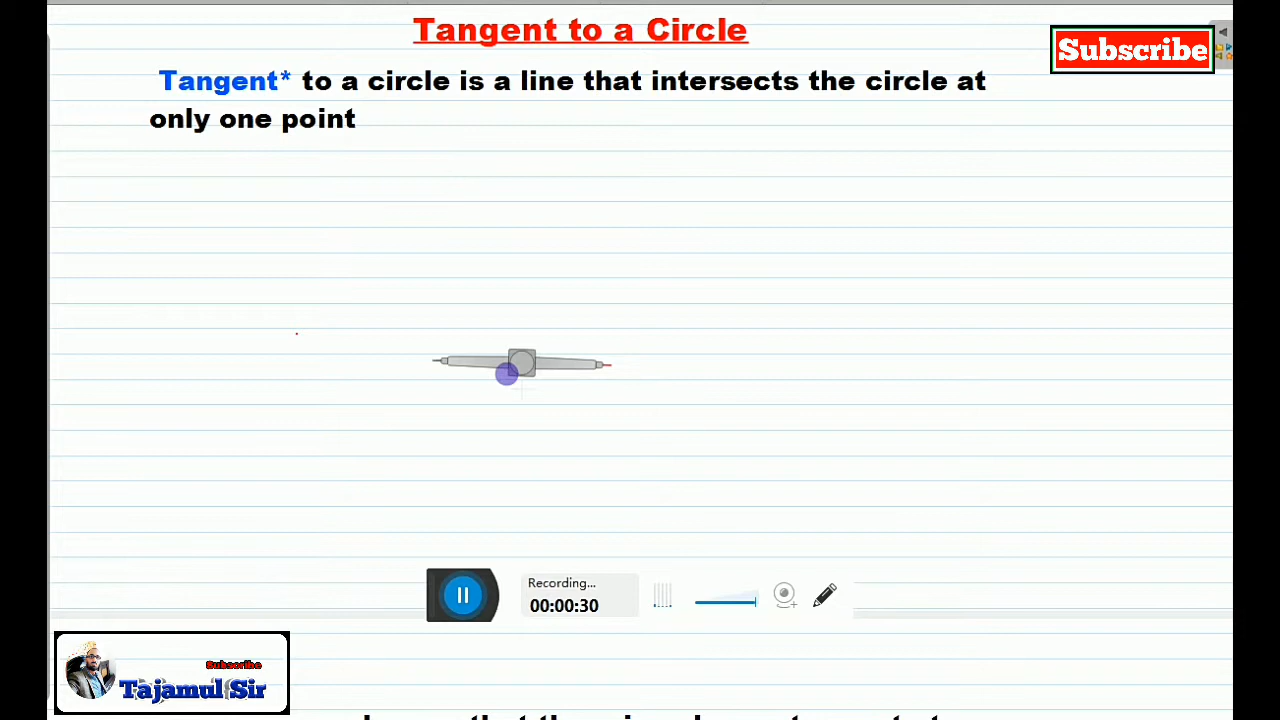 Tangent to a Circle
Subscribe
Tangent* to a circle is a line that intersects the circle at
only one point
Recording...
00:00:30
Subscribe
Tajamul Sir